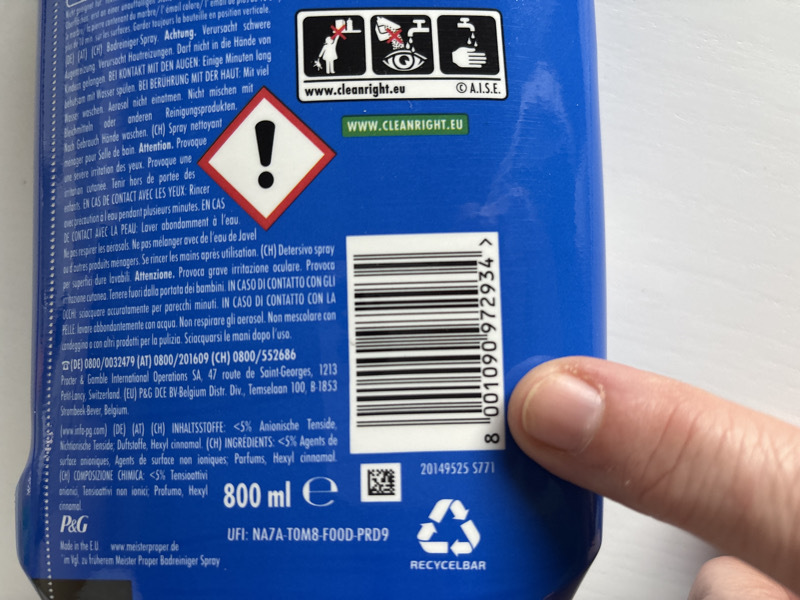 (DE) (AT) (CH) Badreiniger-Spray. Achtung. Verursacht schwere
Augenreizung. Verursacht Hautreizungen. Darf nicht in die Hände von
Kindern gelangen. BEI KONTAKT MIT DEN AUGEN: Einige Minuten lang
behutsam mit Wasser spülen. BEI BERÜHRUNG MIT DER HAUT: Mit viel
Wasser waschen. Aerosol nicht einatmen. Nicht mischen mit
Bleichmitteln oder anderen Reinigungsprodukten.
Nach Gebrauch Hände waschen. (CH) Spray nettoyant
ménager pour Salle de bain. Attention. Provoque
une sévère irritation des yeux. Provoque une
irritation cutanée. Tenir hors de portée des
enfants. EN CAS DE CONTACT AVEC LES YEUX: Rincer
avec précaution à l'eau pendant plusieurs minutes. EN CAS
DE CONTACT AVEC LA PEAU: Laver abondamment à l'eau.
Ne pas respirer les aérosols. Ne pas mélanger avec de l'eau de Javel
ou d'autres produits ménagers. Se rincer les mains après utilisation. (CH) Detersivo spray
per superfici dure lavabili. Attenzione. Provoca grave irritazione oculare. Provoca
irritazione cutanea. Tenere fuori dalla portata dei bambini. IN CASO DI CONTATTO CON GLI
OCCHI: sciacquare accuratamente per parecchi minuti. IN CASO DI CONTATTO CON LA
PELLE: lavare abbondantemente con acqua. Non respirare gli aerosol. Non mescolare con
candeggina o con altri prodotti per la pulizia. Sciacquarsi le mani dopo l'uso.
(DE) 0800/0032479 (AT) 0800/201609 (CH) 0800/552686
Procter & Gamble International Operations SA, 47 route de Saint-Georges, 1213
Petit-Lancy, Switzerland. (EU) P&G DCE BV-Belgium Distr. Div., Temselaan 100, B-1853
Strombeek-Bever, Belgium.
(www.info-pg.com) (DE) (AT) (CH) INHALTSSTOFFE: <5% Anionische Tenside,
Nichtionische Tenside, Duftstoffe, Hexyl cinnamal. (CH) INGRÉDIENTS: <5% Agents de
surface anioniques, Agents de surface non ioniques; Parfums, Hexyl cinnamal.
(CH) COMPOSIZIONE CHIMICA: <5% Tensioattivi
anionici, Tensioattivi non ionici; Profumo, Hexyl
cinnamal.
P&G
Made in the E.U. www.meisterproper.de
*im Vgl. zu früherem Meister Proper Badreiniger Spray
800 ml ℮
UFI: NA7A-T0M8-F00D-PRD9
www.cleanright.eu © A.I.S.E.
WWW.CLEANRIGHT.EU
8 001090 972934 >
20149525 S771
RECYCELBAR